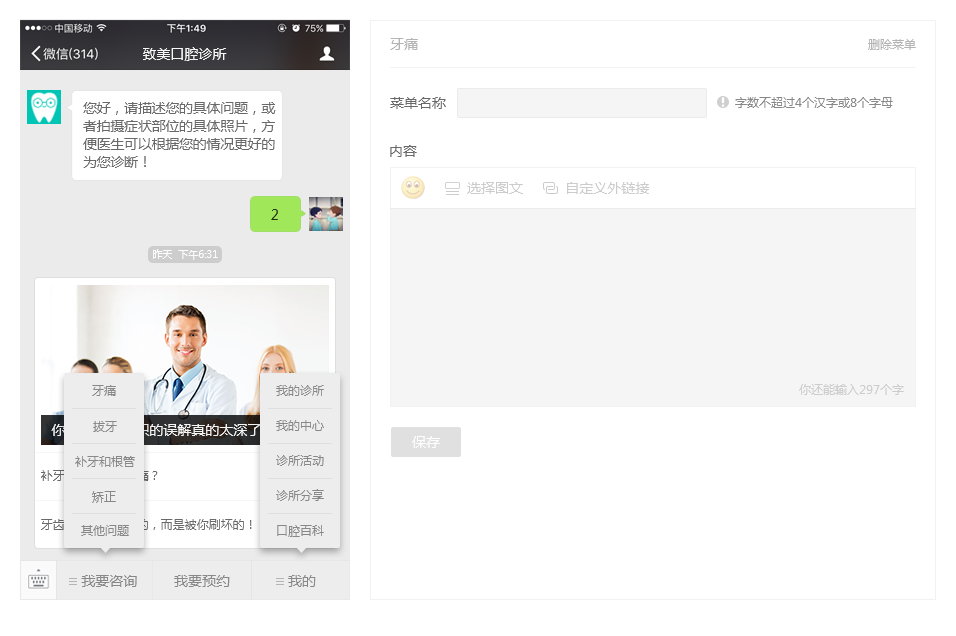 中国移动 下午1:49 75%
微信(314) 致美口腔诊所
您好，请描述您的具体问题，或
者拍摄症状部位的具体照片，方
便医生可以根据您的情况更好的
为您诊断！
2
昨天 下午6:31
你 的误解真的太深了
补牙 痛？
牙齿 的，而是被你刷坏的！
牙痛
拔牙
补牙和根管
矫正
其他问题
我的诊所
我的中心
诊所活动
诊所分享
口腔百科
我要咨询 我要预约 我的
牙痛 删除菜单
菜单名称 字数不超过4个汉字或8个字母
内容
选择图文 自定义外链接
你还能输入297个字
保存